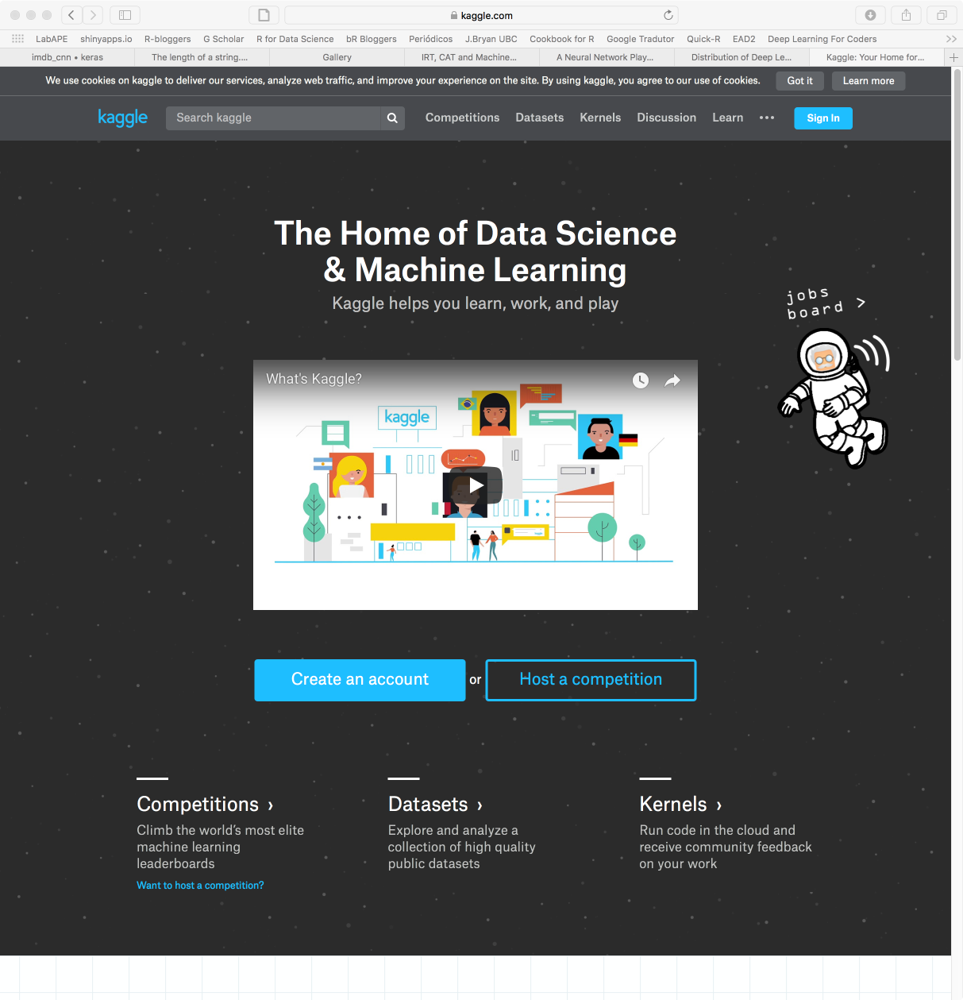 kaggle.com
LabAPE shinyapps.io R-bloggers G Scholar R for Data Science bR Bloggers Periódicos J.Bryan UBC Cookbook for R Google Tradutor Quick-R EAD2 Deep Learning For Coders
imdb_cnn • keras The length of a string.... Gallery IRT, CAT and Machine... A Neural Network Play... Distribution of Deep Le... Kaggle: Your Home for...
We use cookies on kaggle to deliver our services, analyze web traffic, and improve your experience on the site. By using kaggle, you agree to our use of cookies. Got it Learn more
kaggle Search kaggle Competitions Datasets Kernels Discussion Learn ••• Sign In
The Home of Data Science
& Machine Learning
Kaggle helps you learn, work, and play
jobs
board >
What's Kaggle?
kaggle
Create an account or Host a competition
Competitions ›
Climb the world's most elite
machine learning
leaderboards
Want to host a competition?
Datasets ›
Explore and analyze a
collection of high quality
public datasets
Kernels ›
Run code in the cloud and
receive community feedback
on your work